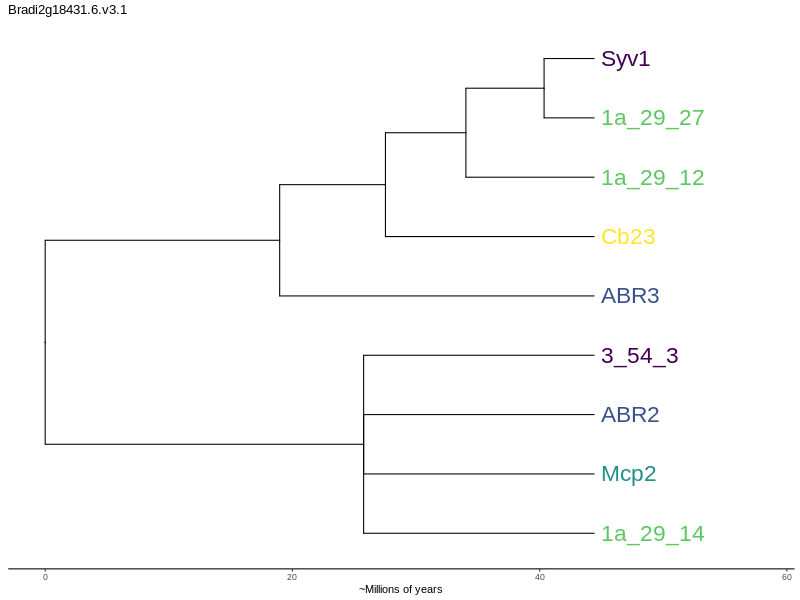 Bradi2g18431.6.v3.1
Syv1
1a_29_27
1a_29_12
Cb23
ABR3
3_54_3
ABR2
Mcp2
1a_29_14
0 20 40 60
~Millions of years